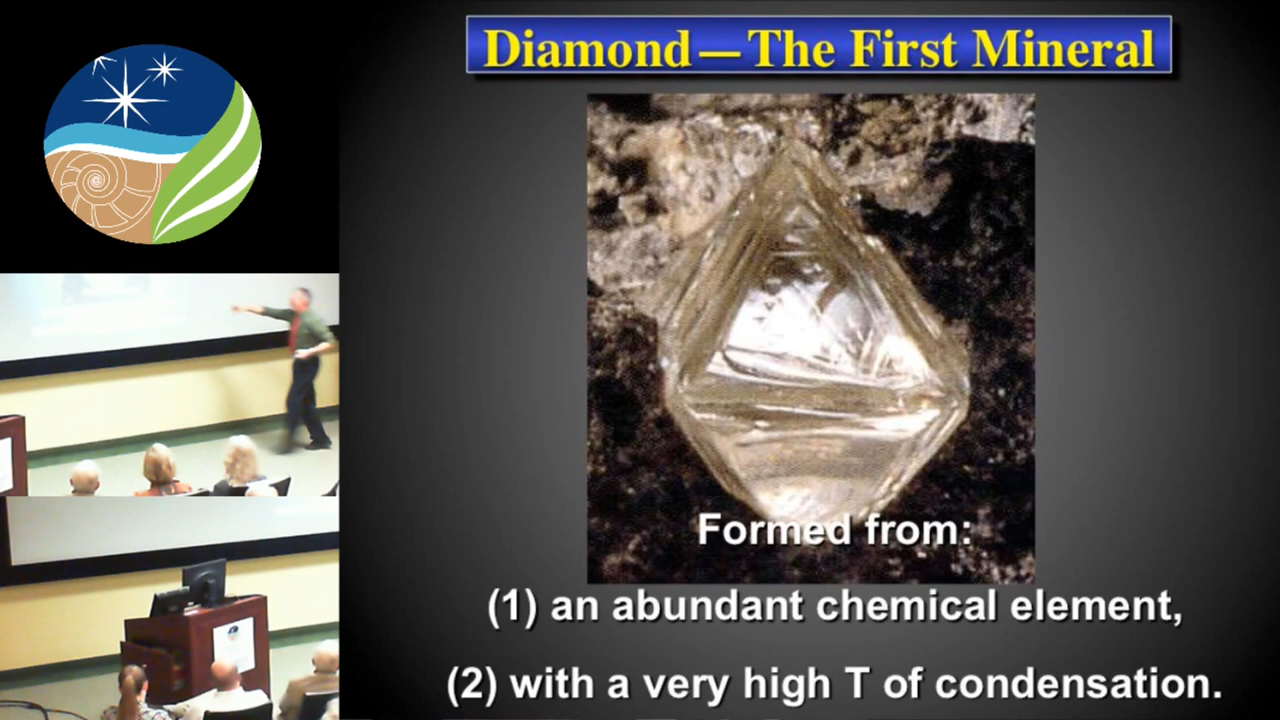 Diamond—The First Mineral
Formed from:
(1) an abundant chemical element,
(2) with a very high T of condensation.